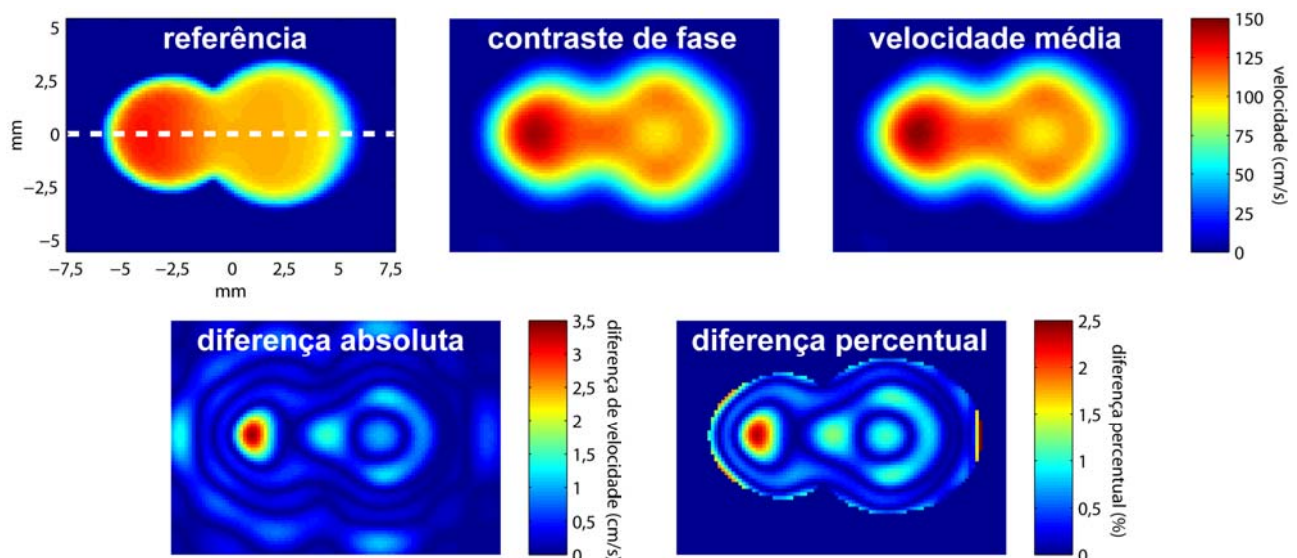 referência
contraste de fase
velocidade média
5
2,5
0
−2,5
−5
mm
−7,5 −5 −2,5 0 2,5 5 7,5
mm
150
125
100
75
50
25
0
velocidade (cm/s)
diferença absoluta
3,5
3
2,5
2
1,5
1
0,5
0
diferença de velocidade (cm/s)
diferença percentual
2,5
2
1,5
1
0,5
0
diferença percentual (%)